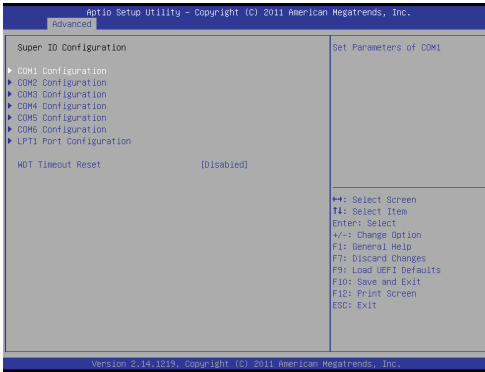 Aptio Setup Utility – Copyright (C) 2011 American Megatrends, Inc.
Advanced
Super IO Configuration
COM1 Configuration
COM2 Configuration
COM3 Configuration
COM4 Configuration
COM5 Configuration
COM6 Configuration
LPT1 Port Configuration
WDT Timeout Reset [Disabled]
Set Parameters of COM1
→←: Select Screen
↑↓: Select Item
Enter: Select
+/-: Change Option
F1: General Help
F7: Discard Changes
F9: Load UEFI Defaults
F10: Save and Exit
F12: Print Screen
ESC: Exit
Version 2.14.1219. Copyright (C) 2011 American Megatrends, Inc.